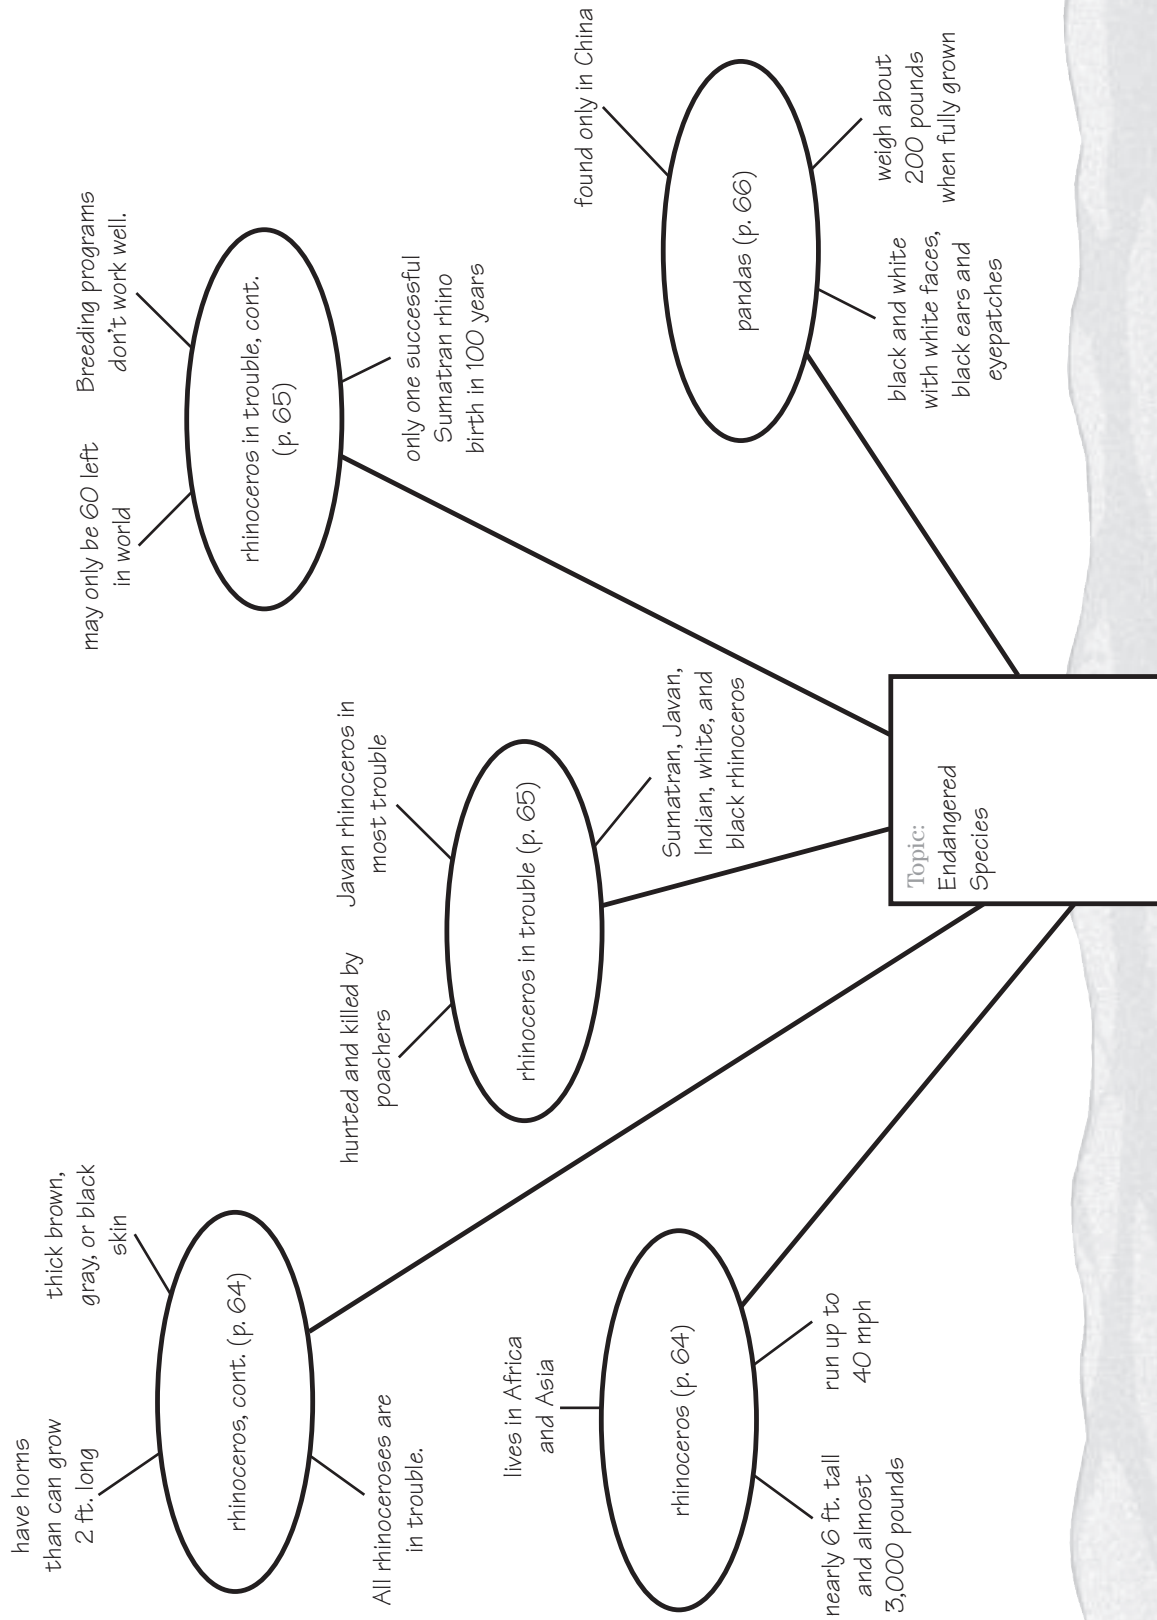 have horns
than can grow
2 ft. long
thick brown,
gray, or black
skin
rhinoceros, cont. (p. 64)
All rhinoceroses are
in trouble.
lives in Africa
and Asia
rhinoceros (p. 64)
nearly 6 ft. tall
and almost
3,000 pounds
run up to
40 mph
hunted and killed by
poachers
Javan rhinoceros in
most trouble
rhinoceros in trouble (p. 65)
Sumatran, Javan,
Indian, white, and
black rhinoceros
may only be 60 left
in world
Breeding programs
don't work well.
rhinoceros in trouble, cont.
(p. 65)
only one successful
Sumatran rhino
birth in 100 years
found only in China
pandas (p. 66)
black and white
with white faces,
black ears and
eyepatches
weigh about
200 pounds
when fully grown
Topic:
Endangered
Species